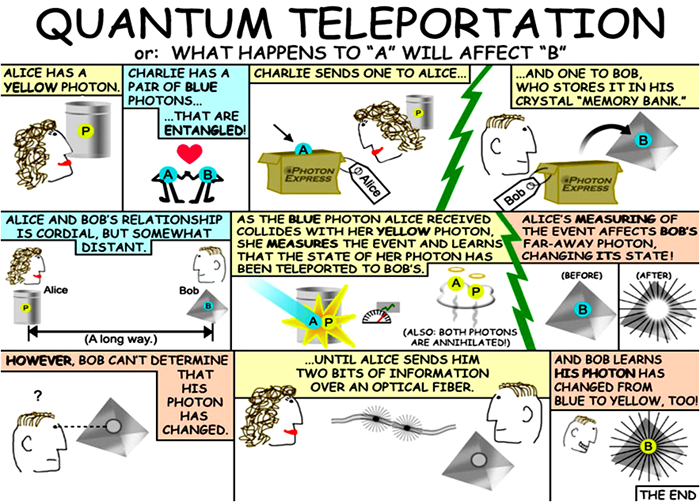 QUANTUM TELEPORTATION
or: WHAT HAPPENS TO "A" WILL AFFECT "B"
ALICE HAS A
YELLOW PHOTON.
P
CHARLIE HAS A
PAIR OF BLUE
PHOTONS...
...THAT ARE
ENTANGLED!
A
B
CHARLIE SENDS ONE TO ALICE...
P
A
PHOTON
EXPRESS
Alice
...AND ONE TO BOB,
WHO STORES IT IN HIS
CRYSTAL "MEMORY BANK."
B
PHOTON
EXPRESS
Bob
ALICE AND BOB'S RELATIONSHIP
IS CORDIAL, BUT SOMEWHAT
DISTANT.
Alice
Bob
P
B
(A long way.)
AS THE BLUE PHOTON ALICE RECEIVED
COLLIDES WITH HER YELLOW PHOTON,
SHE MEASURES THE EVENT AND LEARNS
THAT THE STATE OF HER PHOTON HAS
BEEN TELEPORTED TO BOB'S.
A P
A P
(ALSO: BOTH PHOTONS
ARE ANNIHILATED!)
ALICE'S MEASURING OF
THE EVENT AFFECTS BOB'S
FAR-AWAY PHOTON,
CHANGING ITS STATE!
(BEFORE)
(AFTER)
B
HOWEVER, BOB CAN'T DETERMINE
THAT
HIS
PHOTON
HAS
CHANGED.
?
...UNTIL ALICE SENDS HIM
TWO BITS OF INFORMATION
OVER AN OPTICAL FIBER.
AND BOB LEARNS
HIS PHOTON HAS
CHANGED FROM
BLUE TO YELLOW, TOO!
B
THE END